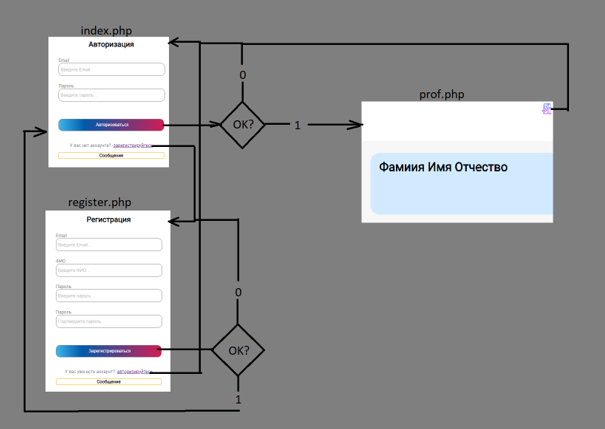 index.php
Авторизация
Email
Введите Email...
Пароль
Введите пароль...
Авторизоваться
У вас нет аккаунта? зарегистрируйтесь
Сообщение
0
OK?
1
prof.php
Фамиия Имя Отчество
register.php
Регистрация
Email
Введите Email...
ФИО
Введите ФИО...
Пароль
Введите пароль...
Пароль
Подтвердите пароль...
Зарегистрироваться
У вас уже есть аккаунт? авторизуйтесь
Сообщение
0
OK?
1